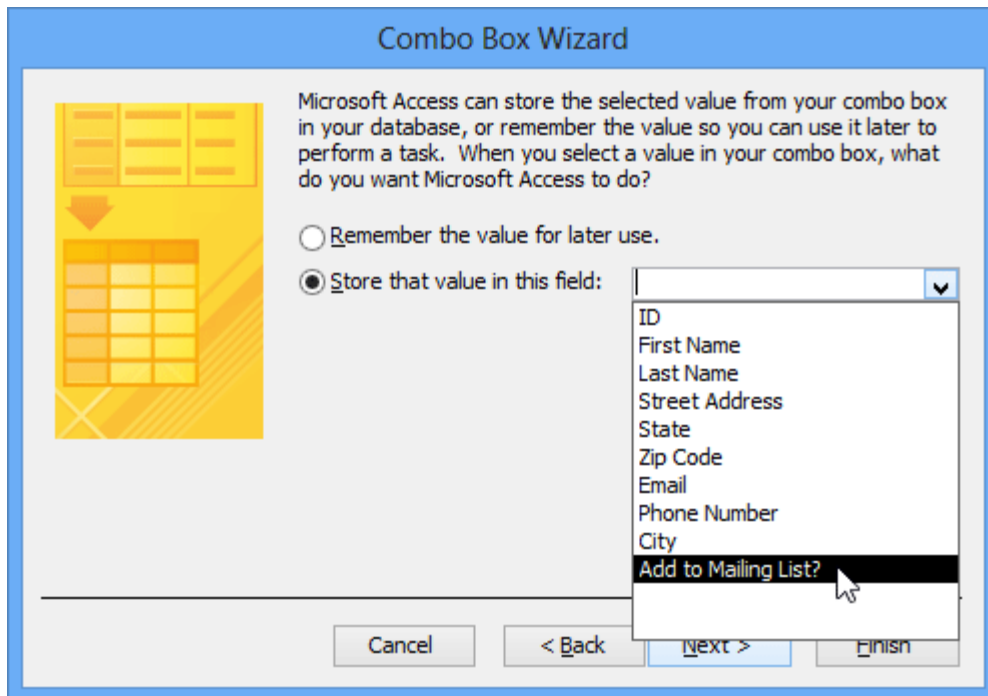 Combo Box Wizard
Microsoft Access can store the selected value from your combo box
in your database, or remember the value so you can use it later to
perform a task.  When you select a value in your combo box, what
do you want Microsoft Access to do?
Remember the value for later use.
Store that value in this field:
ID
First Name
Last Name
Street Address
State
Zip Code
Email
Phone Number
City
Add to Mailing List?
Cancel
< Back
Next >
Finish